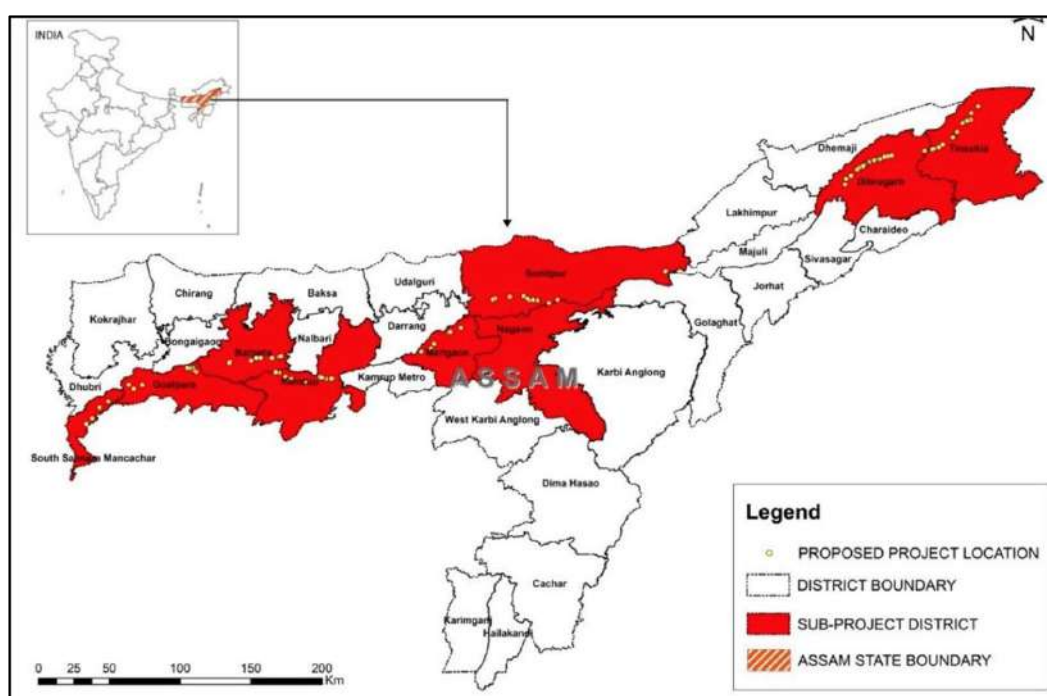 INDIA
N
Dhemaji
Tinsukia
Dibrugarh
Lakhimpur
Charaideo
Majuli
Sivasagar
Jorhat
Sonitpur
Udalguri
Chirang
Baksa
Kokrajhar
Darrang
Nagaon
Golaghat
Bongaigaon
Nalbari
Barpeta
Marigaon
Kamrup Metro
ASSAM
Karbi Anglong
Dhubri
Goalpara
West Karbi Anglong
South Salmara Mancachar
Dima Hasao
Cachar
Karimganj
Hailakandi
Legend
PROPOSED PROJECT LOCATION
DISTRICT BOUNDARY
SUB-PROJECT DISTRICT
ASSAM STATE BOUNDARY
0 25 50 100 150 200
Km